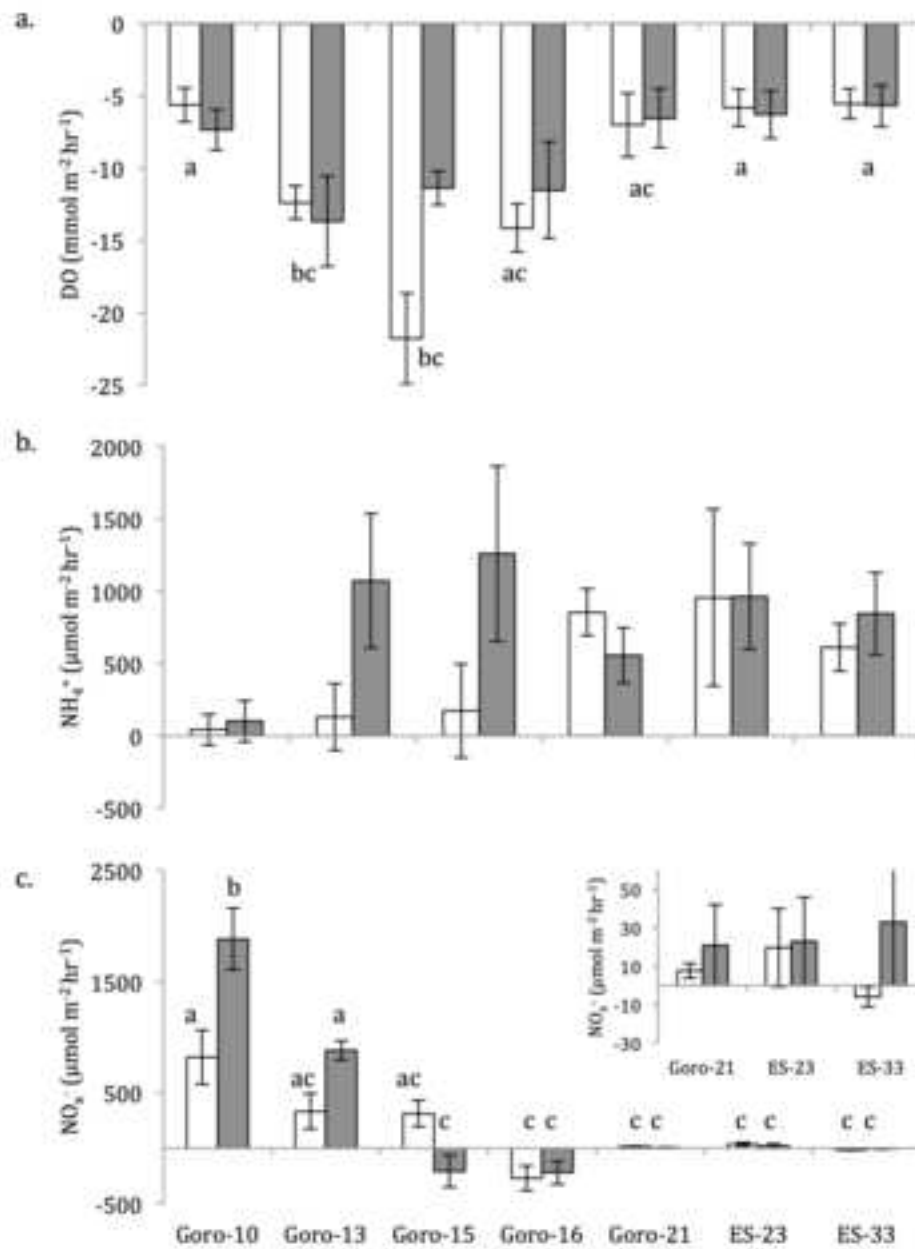 a.
0
-5
-10
-15
-20
-25
DO (mmol m⁻² hr⁻¹)
a
bc
bc
ac
ac
a
a
b.
2000
1500
1000
500
0
-500
NH₄⁺ (µmol m⁻² hr⁻¹)
c.
2500
1500
500
-500
NOₓ⁻ (µmol m⁻² hr⁻¹)
a
b
ac
a
ac
c
c c
c c
c c
c c
50
30
10
-10
-30
NOₓ⁻ (µmol m⁻² hr⁻¹)
Goro-21 ES-23 ES-33
Goro-10 Goro-13 Goro-15 Goro-16 Goro-21 ES-23 ES-33